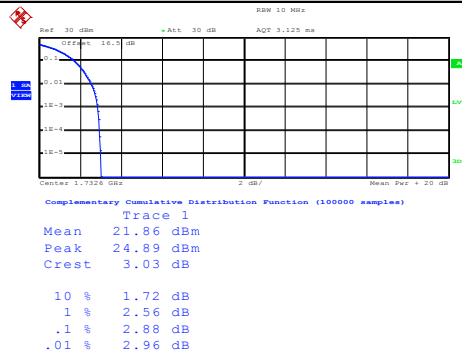 RBW 10 MHz
Ref 30 dBm Att 30 dB AQT 3.125 ms
Offset 16.5 dB
0.1
A
0.01
1 SA
VIEW
1E-3
LVL
1E-4
1E-5
3DB
Center 1.7326 GHz 2 dB/ Mean Pwr + 20 dB
Complementary Cumulative Distribution Function (100000 samples)
Trace 1
Mean 21.86 dBm
Peak 24.89 dBm
Crest 3.03 dB
10 % 1.72 dB
1 % 2.56 dB
.1 % 2.88 dB
.01 % 2.96 dB